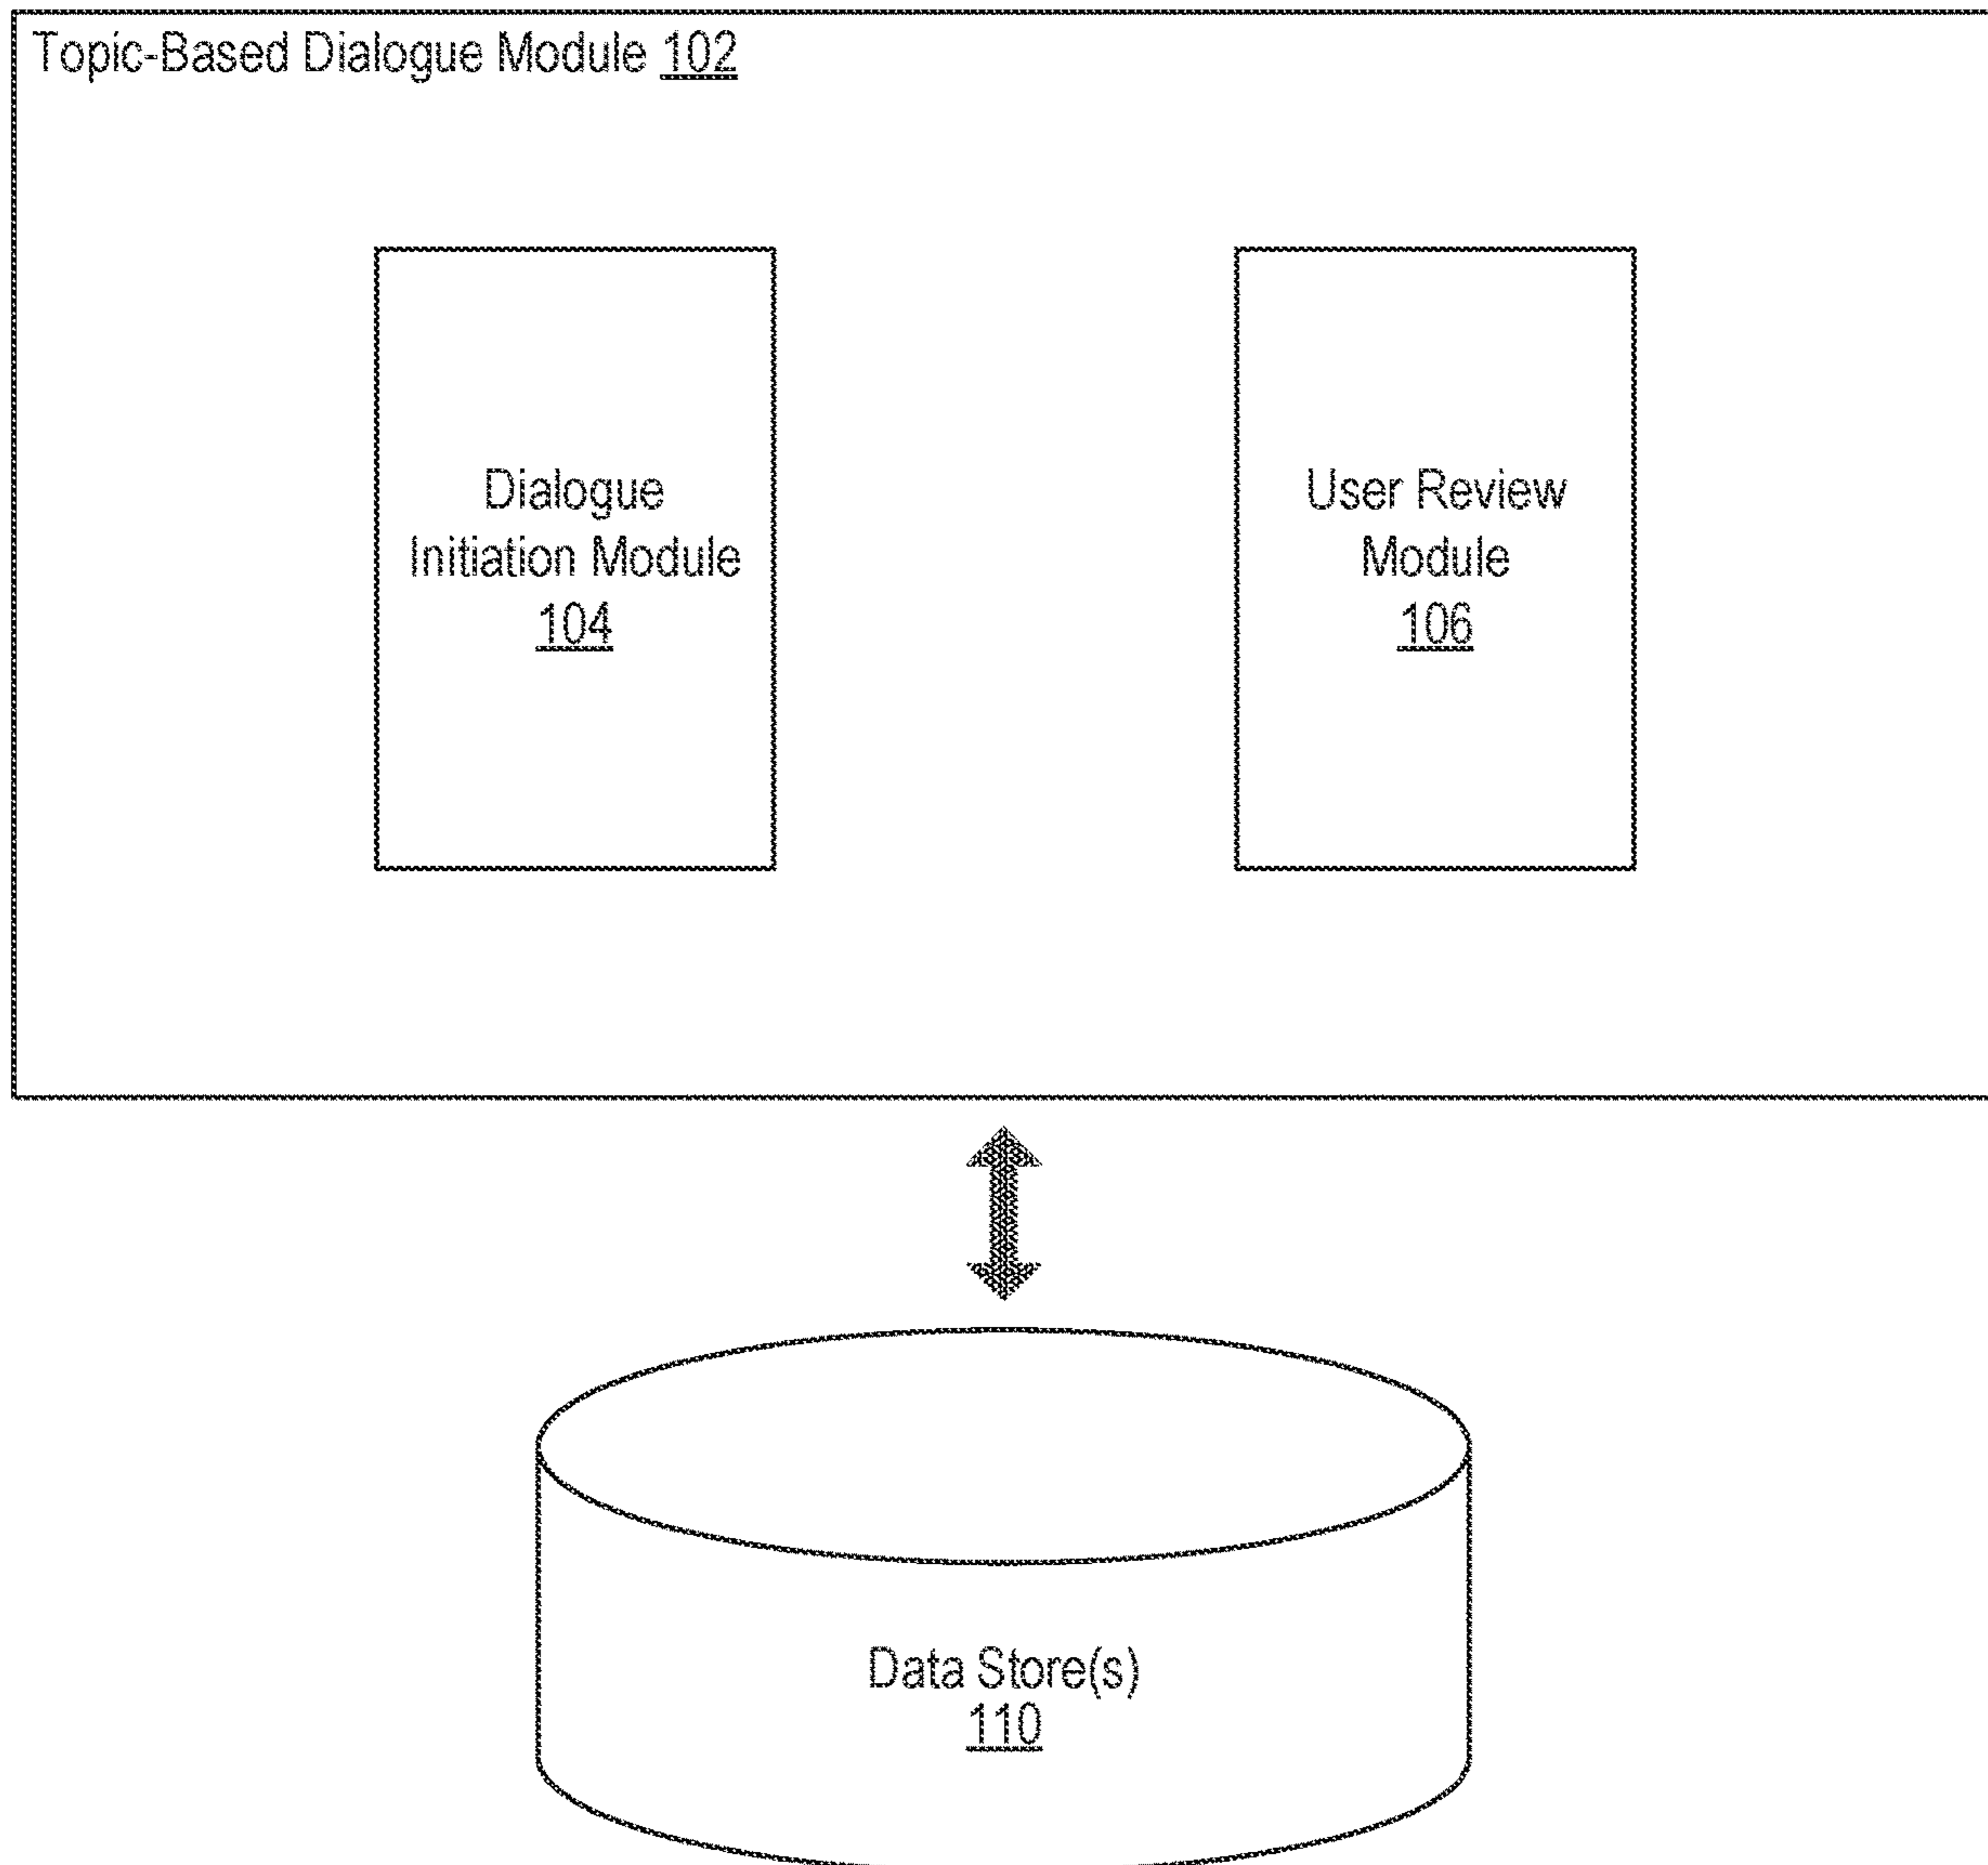 Topic-Based Dialogue Module 102
Dialogue
Initiation Module
104
User Review
Module
106
Data Store(s)
110